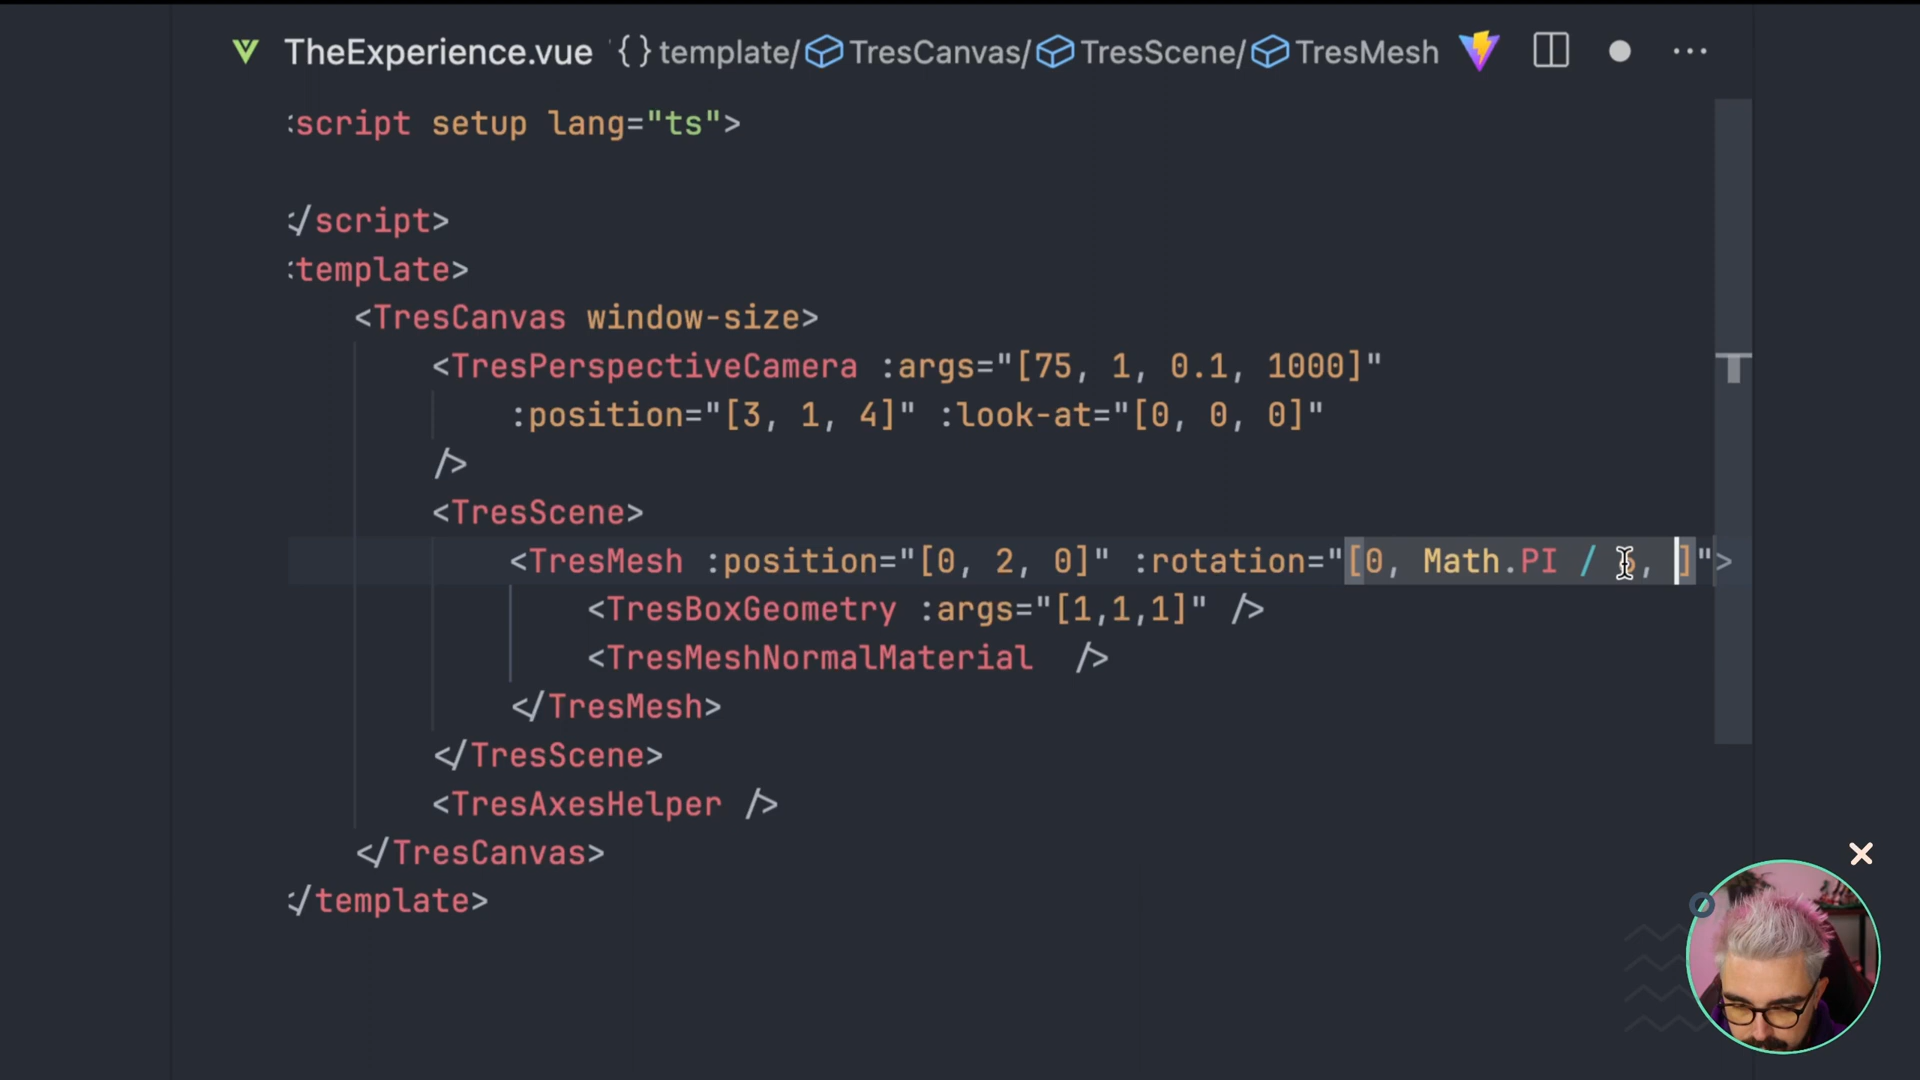 TheExperience.vue {} template/ TresCanvas/ TresScene/ TresMesh ...
script setup lang="ts">
/script>
template>
<TresCanvas window-size>
<TresPerspectiveCamera :args="[75, 1, 0.1, 1000]"
:position="[3, 1, 4]" :look-at="[0, 0, 0]"
/>
<TresScene>
<TresMesh :position="[0, 2, 0]" :rotation="[0, Math.PI / , ]">
<TresBoxGeometry :args="[1,1,1]" />
<TresMeshNormalMaterial />
</TresMesh>
</TresScene>
<TresAxesHelper />
</TresCanvas>
/template>